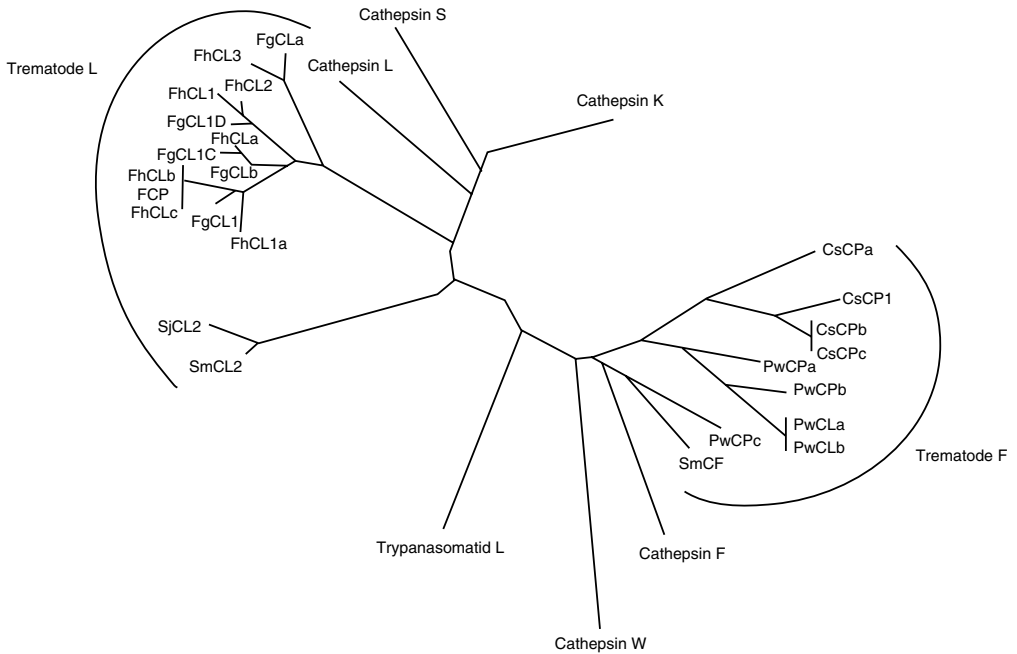 Cathepsin S
FgCLa
FhCL3
Trematode L
Cathepsin L
FhCL2
FhCL1
Cathepsin K
FgCL1D
FhCLa
FgCL1C
FgCLb
FhCLb
FCP
FhCLc
FgCL1
FhCL1a
CsCPa
CsCP1
SjCL2
CsCPb
CsCPc
SmCL2
PwCPa
PwCPb
PwCLa
PwCPc
PwCLb
Trematode F
SmCF
Trypanasomatid L
Cathepsin F
Cathepsin W